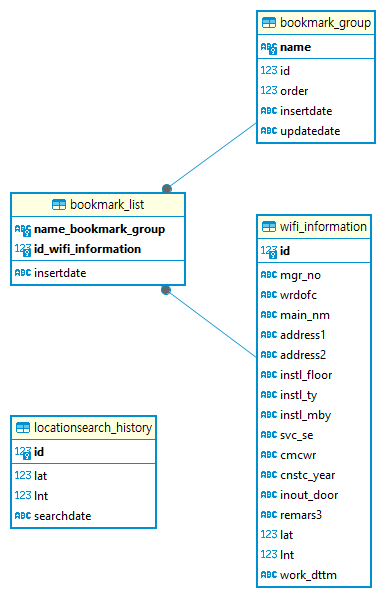 bookmark_group
ABC name
123 id
123 order
ABC insertdate
ABC updatedate
bookmark_list
ABC name_bookmark_group
123 id_wifi_information
ABC insertdate
wifi_information
123 id
ABC mgr_no
ABC wrdofc
ABC main_nm
ABC address1
ABC address2
ABC instl_floor
ABC instl_ty
ABC instl_mby
ABC svc_se
ABC cmcwr
ABC cnstc_year
ABC inout_door
ABC remars3
123 lat
123 lnt
ABC work_dttm
locationsearch_history
123 id
123 lat
123 lnt
ABC searchdate